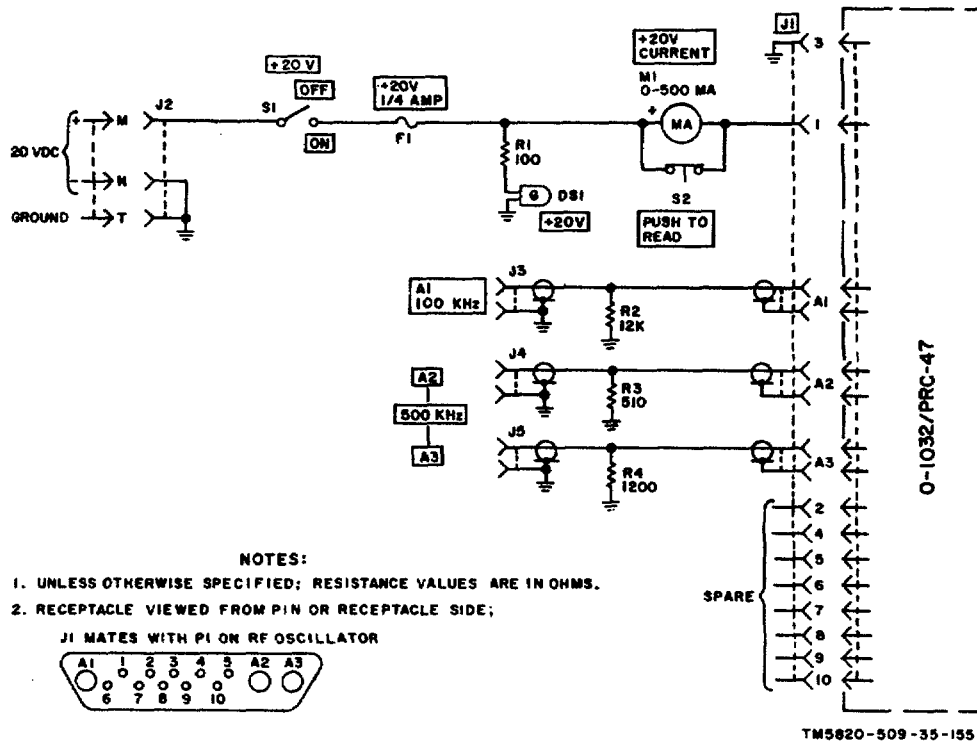 J1
3
+20V
CURRENT
M1
0-500 MA
+
MA
1
+20 V
OFF
S1
ON
+20V
1/4 AMP
F1
J2
+
M
20 VDC
-
N
GROUND
T
R1
100
G
DS1
+20V
S2
PUSH TO
READ
J3
A1
100 KHz
R2
12K
A1
J4
A2
R3
510
A2
500 KHz
J5
A3
R4
1200
A3
0-1032/PRC-47
SPARE
2
4
5
6
7
8
9
10
NOTES:
1. UNLESS OTHERWISE SPECIFIED; RESISTANCE VALUES ARE IN OHMS.
2. RECEPTACLE VIEWED FROM PIN OR RECEPTACLE SIDE;
J1 MATES WITH P1 ON RF OSCILLATOR
A1 1 2 3 4 5 A2 A3
6 7 8 9 10
TM5820-509-35-155